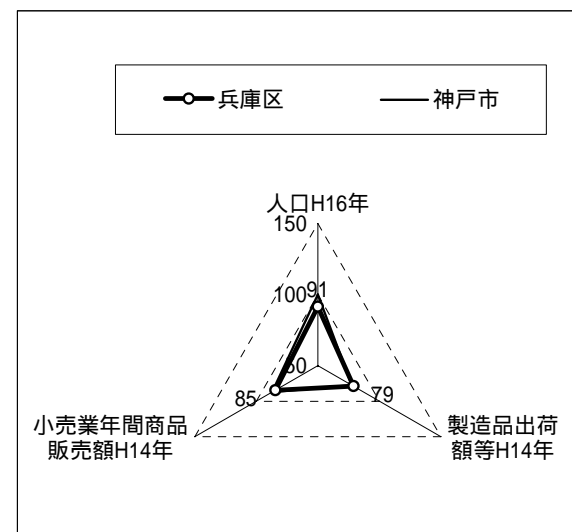 兵庫区 神戸市
人口H16年
150
100 91
50
85 79
小売業年間商品
販売額H14年
製造品出荷
額等H14年